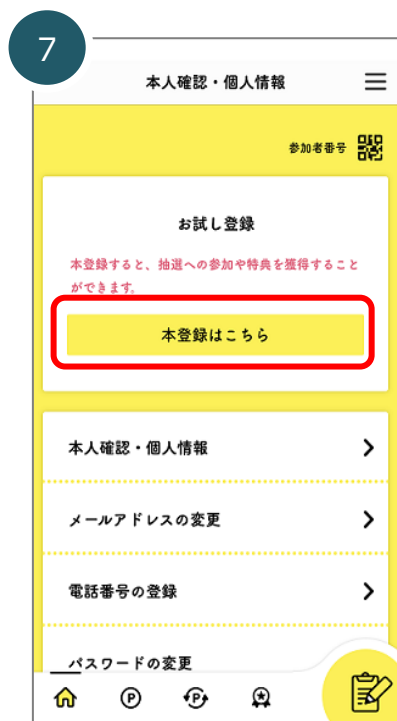 7
本人確認・個人情報
参加者番号
お試し登録
本登録すると、抽選への参加や特典を獲得すること
ができます。
本登録はこちら
本人確認・個人情報
メールアドレスの変更
電話番号の登録
パスワードの変更
P
P